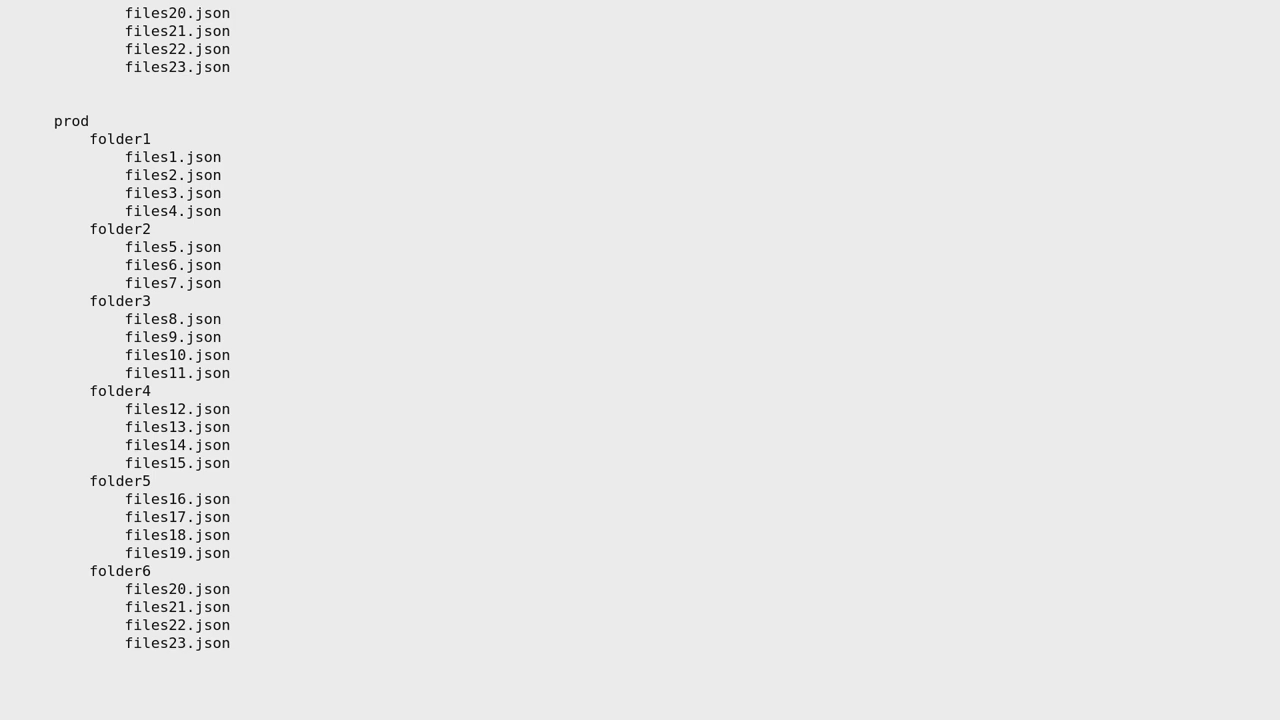 files20.json
files21.json
files22.json
files23.json
prod
folder1
files1.json
files2.json
files3.json
files4.json
folder2
files5.json
files6.json
files7.json
folder3
files8.json
files9.json
files10.json
files11.json
folder4
files12.json
files13.json
files14.json
files15.json
folder5
files16.json
files17.json
files18.json
files19.json
folder6
files20.json
files21.json
files22.json
files23.json